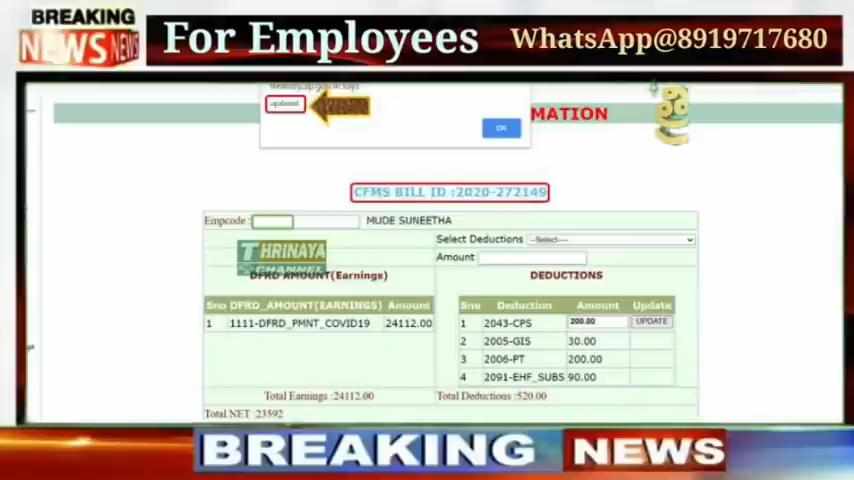 BREAKING
NEWS NEWS
For Employees
WhatsApp@8919717680
updated
OK
MATION
CFMS BILL ID :2020-272149
Empcode :
MUDE SUNEETHA
Select Deductions --Select----
THRINAYA
CHANNEL
Amount
DFRD AMOUNT(Earnings)
DEDUCTIONS
Sno DFRD_AMOUNT(EARNINGS) Amount
1 1111-DFRD_PMNT_COVID19 24112.00
Sno Deduction Amount Update
1 2043-CPS 200.00 UPDATE
2 2005-GIS 30.00
3 2006-PT 200.00
4 2091-EHF_SUBS 90.00
Total Earnings :24112.00
Total Deductions :520.00
Total NET :23592
BREAKING NEWS